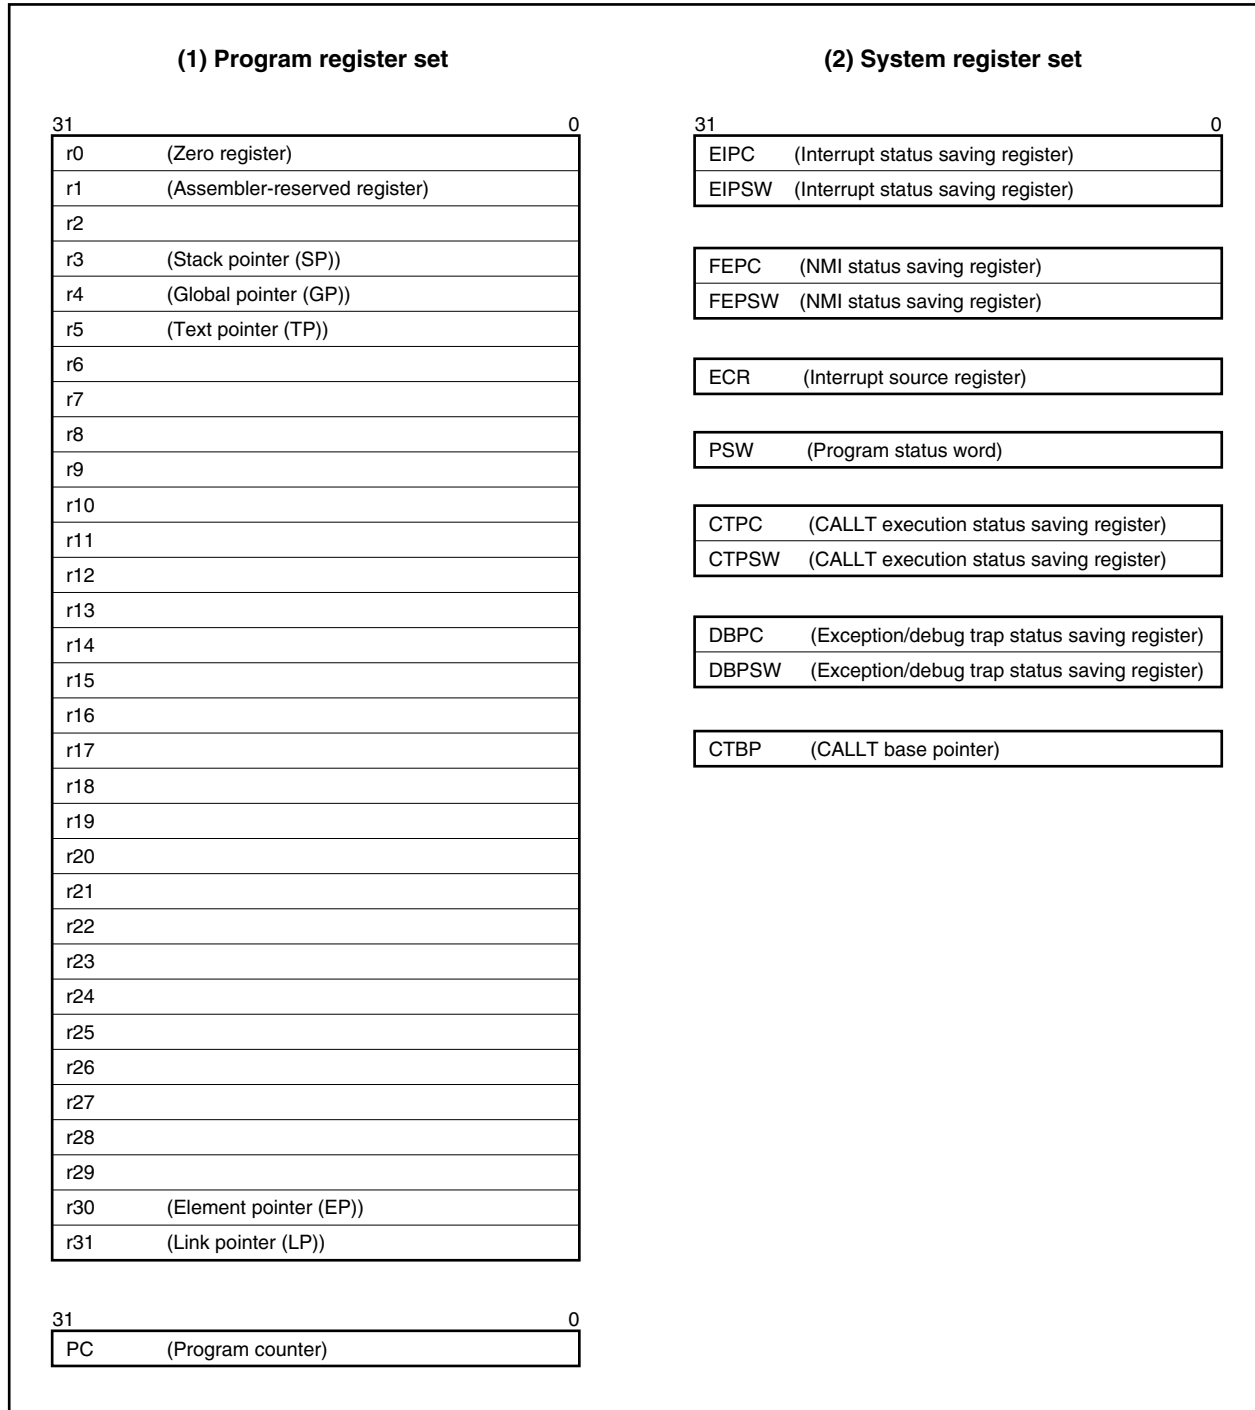 (1) Program register set
31 0
r0 (Zero register)
r1 (Assembler-reserved register)
r2
r3 (Stack pointer (SP))
r4 (Global pointer (GP))
r5 (Text pointer (TP))
r6
r7
r8
r9
r10
r11
r12
r13
r14
r15
r16
r17
r18
r19
r20
r21
r22
r23
r24
r25
r26
r27
r28
r29
r30 (Element pointer (EP))
r31 (Link pointer (LP))
31 0
PC (Program counter)
(2) System register set
31 0
EIPC (Interrupt status saving register)
EIPSW (Interrupt status saving register)
FEPC (NMI status saving register)
FEPSW (NMI status saving register)
ECR (Interrupt source register)
PSW (Program status word)
CTPC (CALLT execution status saving register)
CTPSW (CALLT execution status saving register)
DBPC (Exception/debug trap status saving register)
DBPSW (Exception/debug trap status saving register)
CTBP (CALLT base pointer)